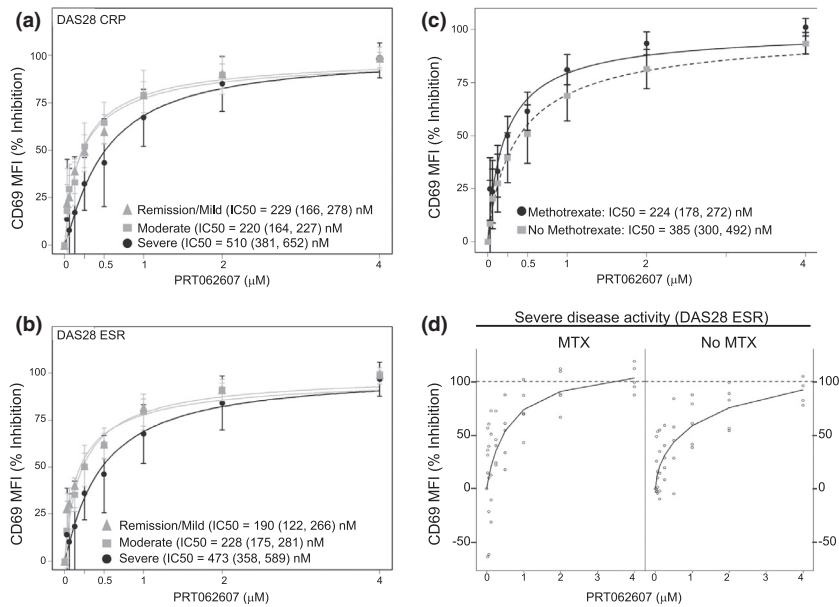 (a)
DAS28 CRP
CD69 MFI (% Inhibition)
100
75
50
25
0
Remission/Mild (IC50 = 229 (166, 278) nM
Moderate (IC50 = 220 (164, 227) nM
Severe (IC50 = 510 (381, 652) nM
0 0.5 1 2 4
PRT062607 (μM)
(b)
DAS28 ESR
CD69 MFI (% Inhibition)
100
75
50
25
0
Remission/Mild (IC50 = 190 (122, 266) nM
Moderate (IC50 = 228 (175, 281) nM
Severe (IC50 = 473 (358, 589) nM
0 0.5 1 2 4
PRT062607 (μM)
(c)
CD69 MFI (% Inhibition)
100
75
50
25
0
Methotrexate: IC50 = 224 (178, 272) nM
No Methotrexate: IC50 = 385 (300, 492) nM
0 0.5 1 2 4
PRT062607 (μM)
(d)
Severe disease activity (DAS28 ESR)
MTX No MTX
CD69 MFI (% Inhibition)
100 100
50 50
0 0
-50 -50
0 1 2 3 4 0 1 2 3 4
PRT062607 (μM)